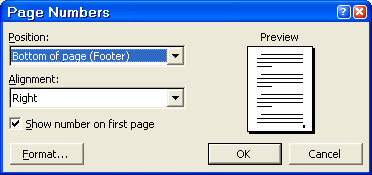 Page Numbers
Position:
Preview
Bottom of page (Footer)
Alignment:
Right
Show number on first page
Format...
OK
Cancel